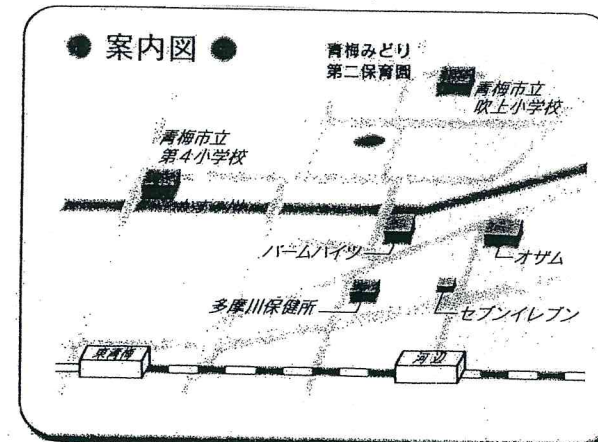 ● 案内図 ●
青梅みどり
第二保育園
青梅市立
吹上小学校
青梅市立
第4小学校
パームハイツ
オザム
多摩川保健所
セブンイレブン
東青梅
河辺